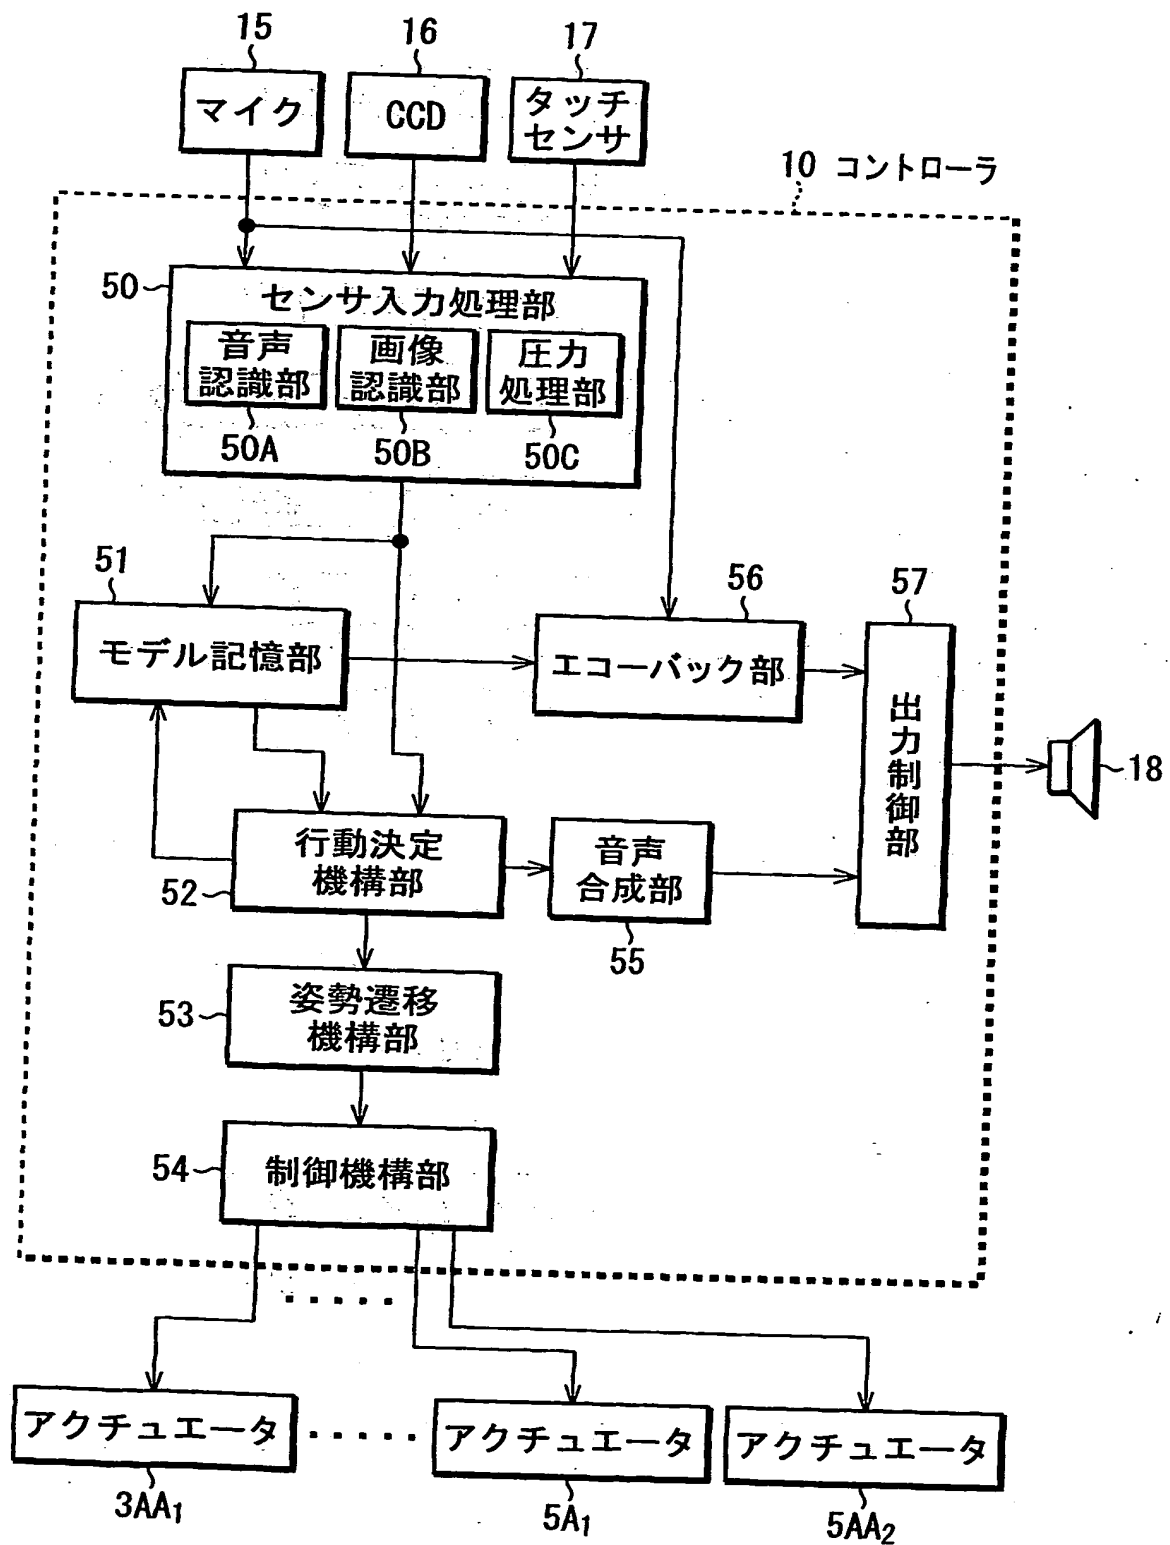 15
16
17
マイク
CCD
タッチ
センサ
10 コントローラ
50
センサ入力処理部
音声
認識部
画像
認識部
圧力
処理部
50A
50B
50C
51
56
57
モデル記憶部
エコーバック部
出力制御部
18
行動決定
機構部
52
音声
合成部
55
53
姿勢遷移
機構部
54
制御機構部
アクチュエータ
アクチュエータ
アクチュエータ
3AA1
5A1
5AA2